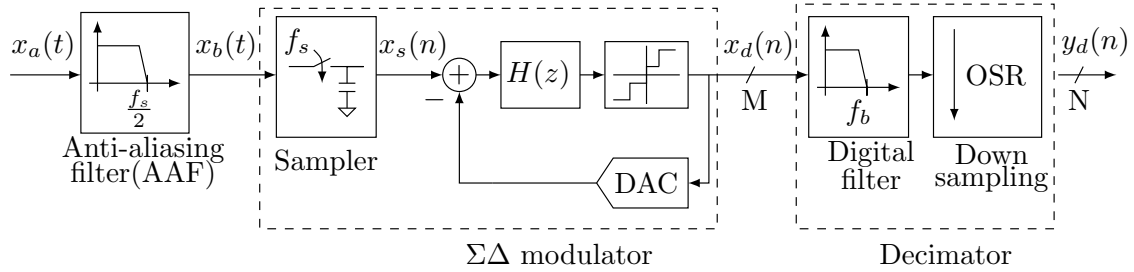 x_a(t)
f_s/2
Anti-aliasing
filter(AAF)
x_b(t)
f_s
Sampler
x_s(n)
+
−
H(z)
DAC
ΣΔ modulator
x_d(n)
M
f_b
Digital
filter
OSR
Down
sampling
Decimator
y_d(n)
N